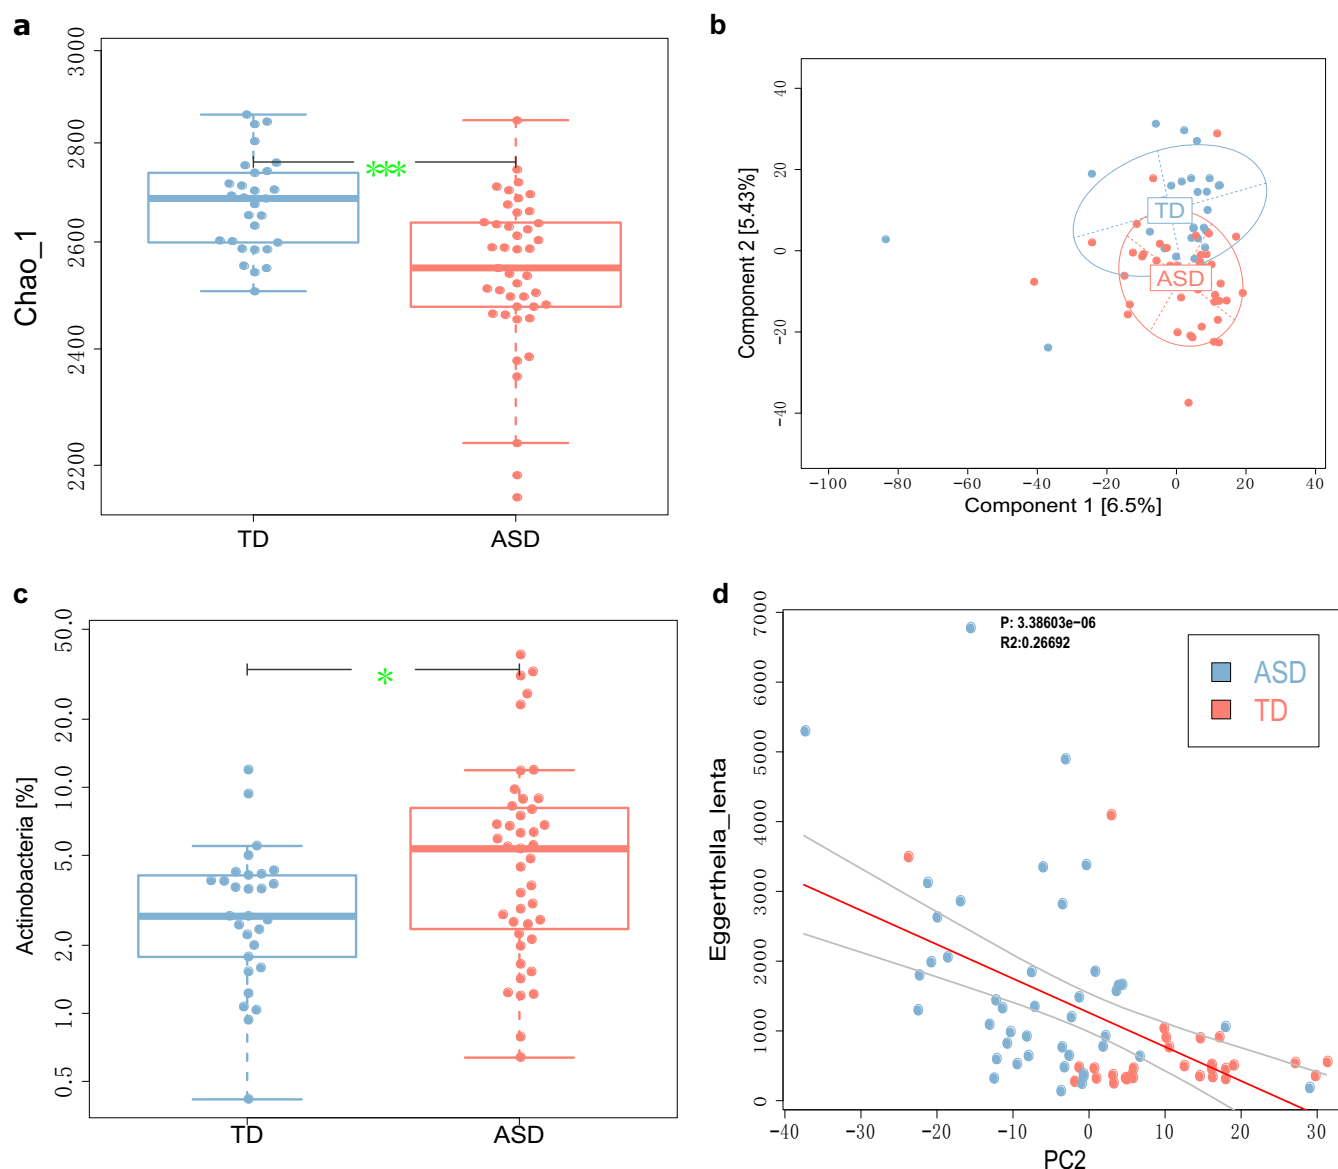 a
3000
2800
2600
2400
2200
Chao_1
***
TD
ASD
b
40
20
0
-20
-40
Component 2 [5.43%]
TD
ASD
-100
-80
-60
-40
-20
0
20
40
Component 1 [6.5%]
c
50.0
20.0
10.0
5.0
2.0
1.0
0.5
Actinobacteria [%]
*
TD
ASD
d
7000
6000
5000
4000
3000
2000
1000
0
Eggerthella_lenta
P: 3.38603e-06
R2:0.26692
ASD
TD
-40
-30
-20
-10
0
10
20
30
PC2